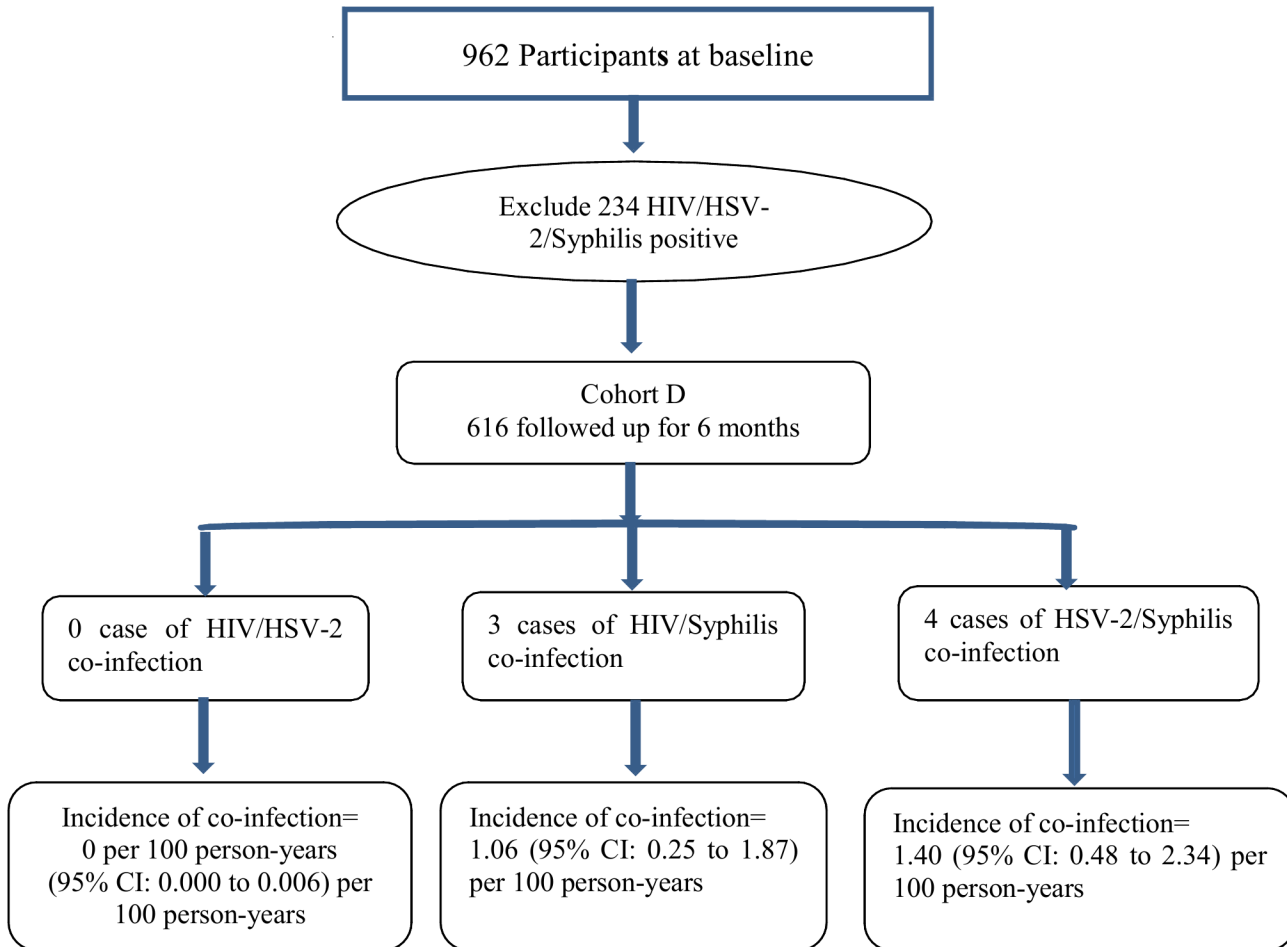 962 Participants at baseline
Exclude 234 HIV/HSV-
2/Syphilis positive
Cohort D
616 followed up for 6 months
0 case of HIV/HSV-2
co-infection
3 cases of HIV/Syphilis
co-infection
4 cases of HSV-2/Syphilis
co-infection
Incidence of co-infection=
0 per 100 person-years
(95% CI: 0.000 to 0.006) per
100 person-years
Incidence of co-infection=
1.06 (95% CI: 0.25 to 1.87)
per 100 person-years
Incidence of co-infection=
1.40 (95% CI: 0.48 to 2.34) per
100 person-years